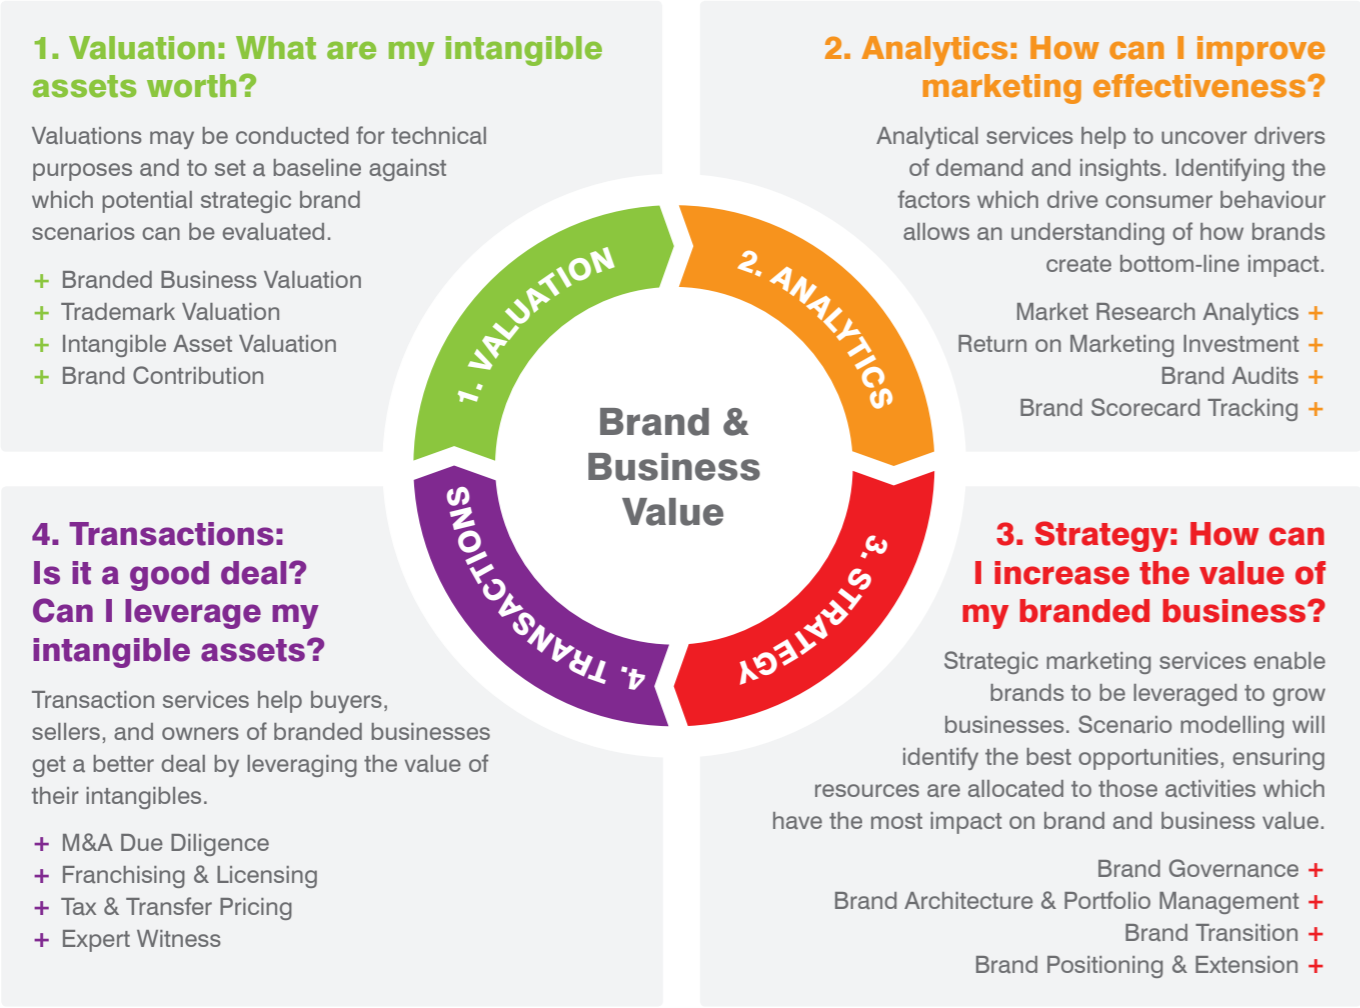 1. Valuation: What are my intangible
assets worth?
Valuations may be conducted for technical
purposes and to set a baseline against
which potential strategic brand
scenarios can be evaluated.
+ Branded Business Valuation
+ Trademark Valuation
+ Intangible Asset Valuation
+ Brand Contribution
2. Analytics: How can I improve
marketing effectiveness?
Analytical services help to uncover drivers
of demand and insights. Identifying the
factors which drive consumer behaviour
allows an understanding of how brands
create bottom-line impact.
Market Research Analytics +
Return on Marketing Investment +
Brand Audits +
Brand Scorecard Tracking +
1. VALUATION
2. ANALYTICS
3. STRATEGY
4. TRANSACTIONS
Brand &
Business
Value
3. Strategy: How can
I increase the value of
my branded business?
Strategic marketing services enable
brands to be leveraged to grow
businesses. Scenario modelling will
identify the best opportunities, ensuring
resources are allocated to those activities which
have the most impact on brand and business value.
Brand Governance +
Brand Architecture & Portfolio Management +
Brand Transition +
Brand Positioning & Extension +
4. Transactions:
Is it a good deal?
Can I leverage my
intangible assets?
Transaction services help buyers,
sellers, and owners of branded businesses
get a better deal by leveraging the value of
their intangibles.
+ M&A Due Diligence
+ Franchising & Licensing
+ Tax & Transfer Pricing
+ Expert Witness